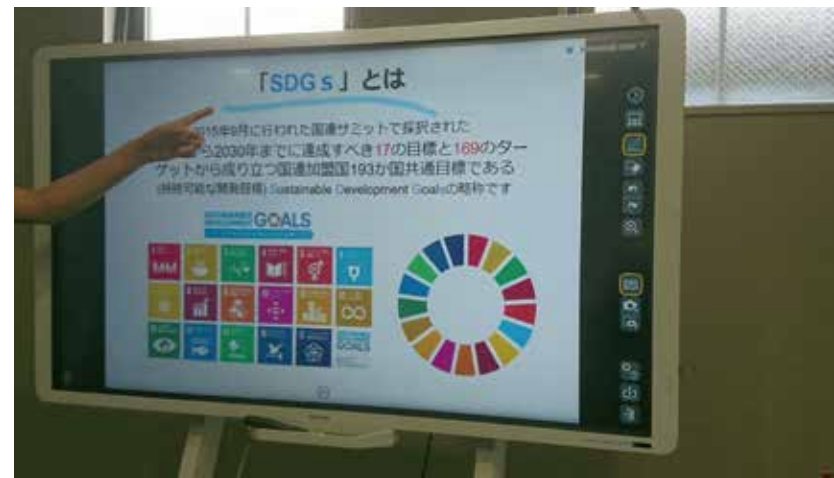 「SDGs」とは
2015年9月に行われた国連サミットで採択された
から2030年までに達成すべき17の目標と169のター
ゲットから成り立つ国連加盟国193か国共通目標である
(持続可能な開発目標) Sustainable Development Goalsの略称です
GOALS
GOALS